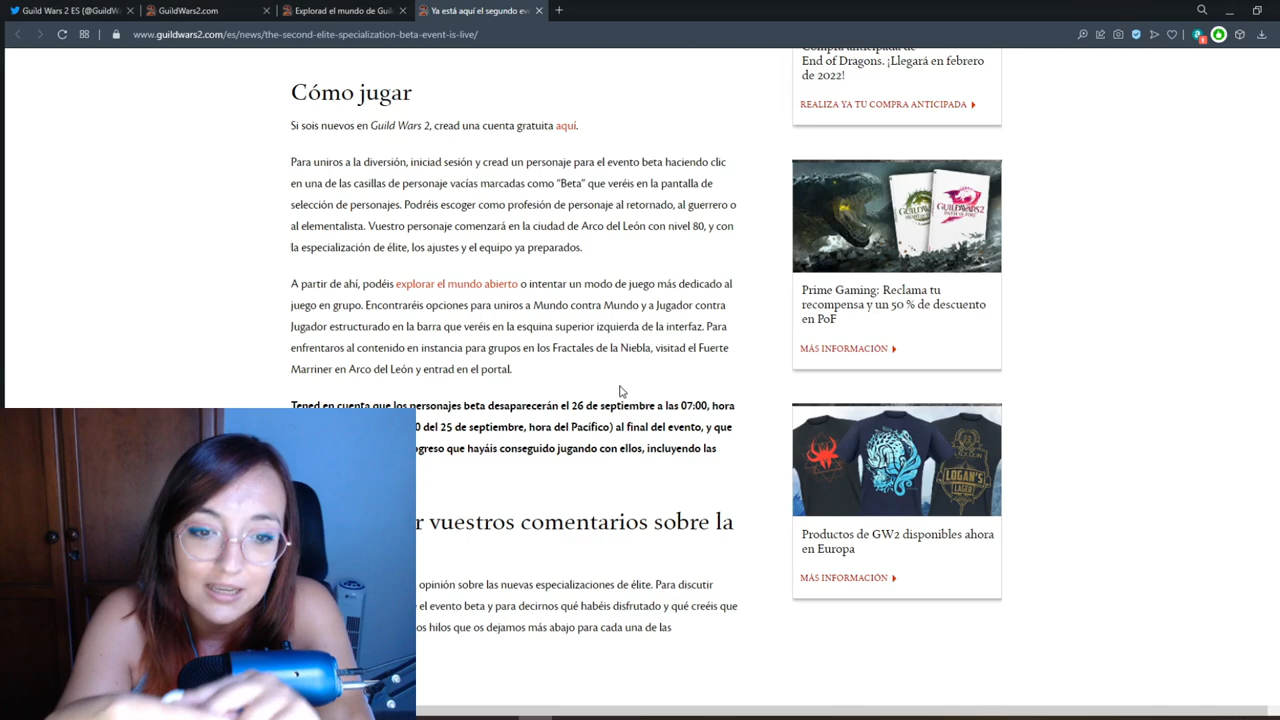 Guild Wars 2 ES (@GuildWa
GuildWars2.com
Explorad el mundo de Guil
Ya está aquí el segundo eve
www.guildwars2.com/es/news/the-second-elite-specialization-beta-event-is-live/
Cómo jugar
Si sois nuevos en Guild Wars 2, cread una cuenta gratuita aquí.
Para uniros a la diversión, iniciad sesión y cread un personaje para el evento beta haciendo clic
en una de las casillas de personaje vacías marcadas como “Beta” que veréis en la pantalla de
selección de personajes. Podréis escoger como profesión de personaje al retornado, al guerrero o
al elementalista. Vuestro personaje comenzará en la ciudad de Arco del León con nivel 80, y con
la especialización de élite, los ajustes y el equipo ya preparados.
A partir de ahí, podéis explorar el mundo abierto o intentar un modo de juego más dedicado al
juego en grupo. Encontraréis opciones para uniros a Mundo contra Mundo y a Jugador contra
Jugador estructurado en la barra que veréis en la esquina superior izquierda de la interfaz. Para
enfrentaros al contenido en instancia para grupos en los Fractales de la Niebla, visitad el Fuerte
Marriner en Arco del León y entrad en el portal.
Tened en cuenta que los personajes beta desaparecerán el 26 de septiembre a las 07:00, hora
del 25 de septiembre, hora del Pacífico) al final del evento, y que
ogreso que hayáis conseguido jugando con ellos, incluyendo las
r vuestros comentarios sobre la
opinión sobre las nuevas especializaciones de élite. Para discutir
el evento beta y para decirnos qué habéis disfrutado y qué creéis que
os hilos que os dejamos más abajo para cada una de las
Compra anticipada de
End of Dragons. ¡Llegará en febrero
de 2022!
REALIZA YA TU COMPRA ANTICIPADA
GUILD WARS 2
PATH OF FIRE
Prime Gaming: Reclama tu
recompensa y un 50 % de descuento
en PoF
MÁS INFORMACIÓN
LOGAN'S
LAGER
Productos de GW2 disponibles ahora
en Europa
MÁS INFORMACIÓN